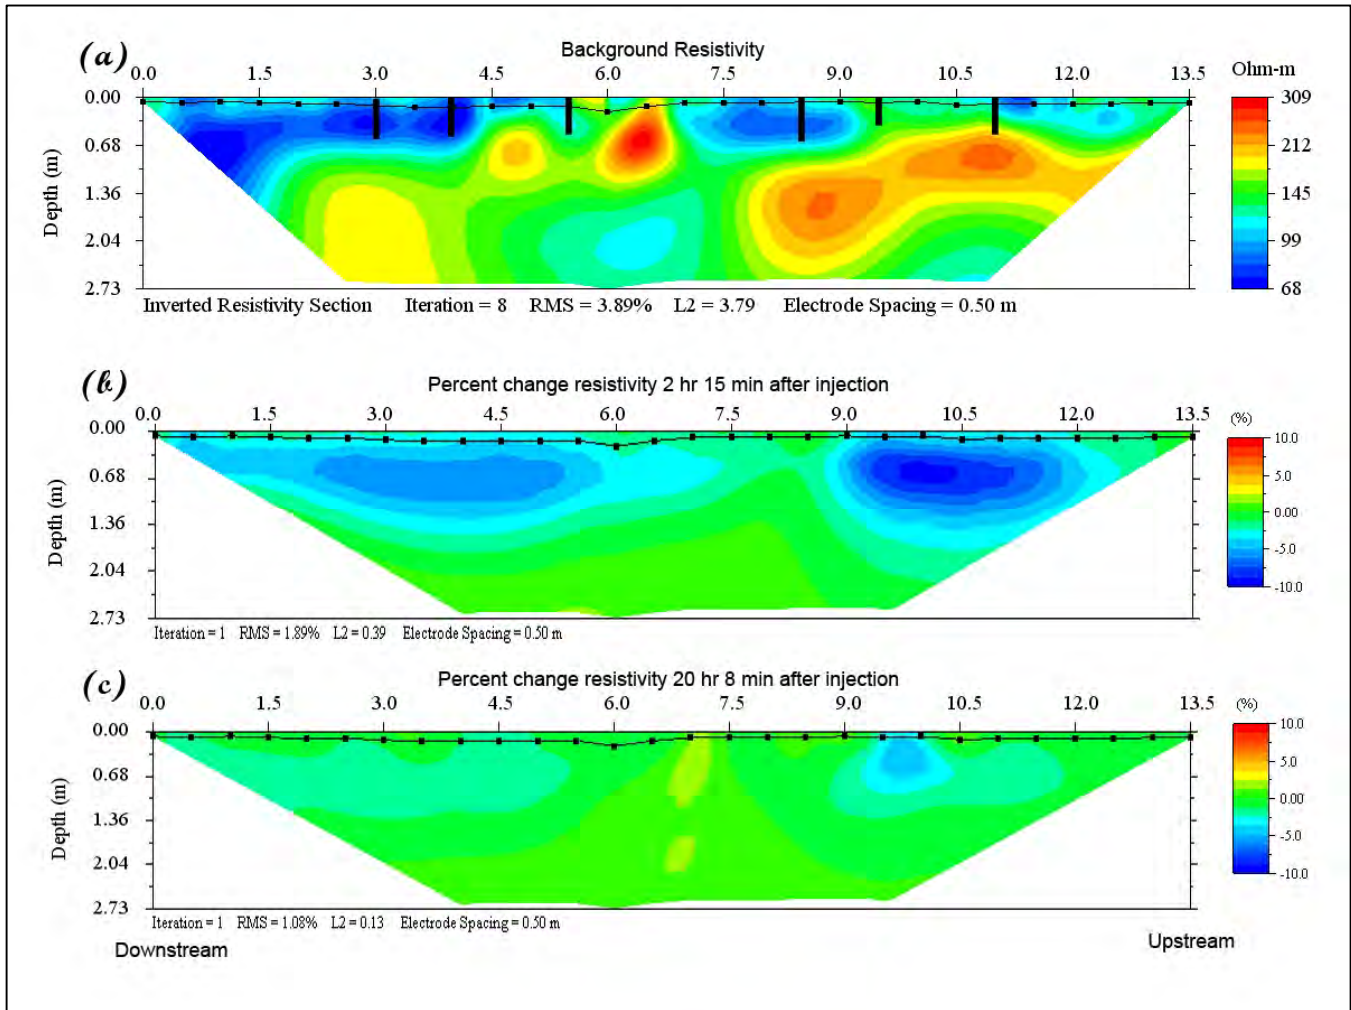 (a)
Background Resistivity
0.0 1.5 3.0 4.5 6.0 7.5 9.0 10.5 12.0 13.5
Ohm-m
Depth (m)
0.00
0.68
1.36
2.04
2.73
309
212
145
99
68
Inverted Resistivity Section Iteration = 8 RMS = 3.89% L2 = 3.79 Electrode Spacing = 0.50 m
(b)
Percent change resistivity 2 hr 15 min after injection
0.0 1.5 3.0 4.5 6.0 7.5 9.0 10.5 12.0 13.5
(%)
Depth (m)
0.00
0.68
1.36
2.04
2.73
10.0
5.0
0.00
-5.0
-10.0
Iteration = 1 RMS = 1.89% L2 = 0.39 Electrode Spacing = 0.50 m
(c)
Percent change resistivity 20 hr 8 min after injection
0.0 1.5 3.0 4.5 6.0 7.5 9.0 10.5 12.0 13.5
(%)
Depth (m)
0.00
0.68
1.36
2.04
2.73
10.0
5.0
0.00
-5.0
-10.0
Iteration = 1 RMS = 1.08% L2 = 0.13 Electrode Spacing = 0.50 m
Downstream
Upstream